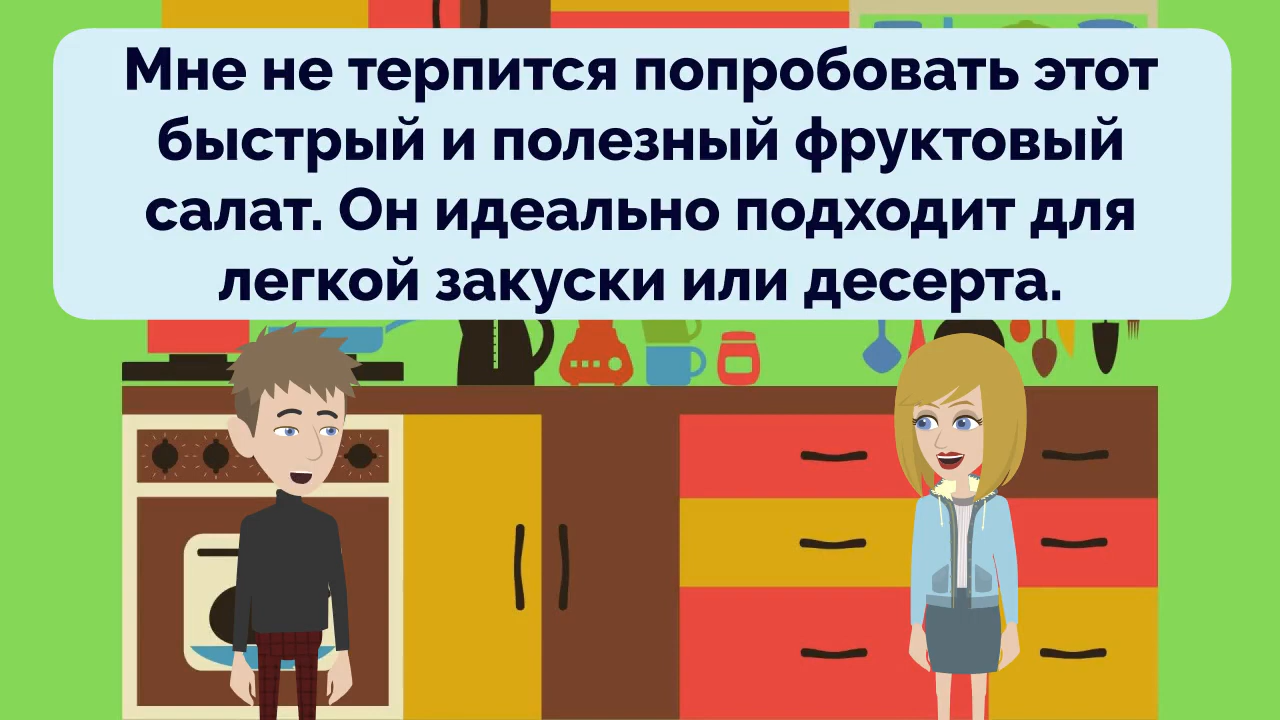 Мне не терпится попробовать этот
быстрый и полезный фруктовый
салат. Он идеально подходит для
легкой закуски или десерта.